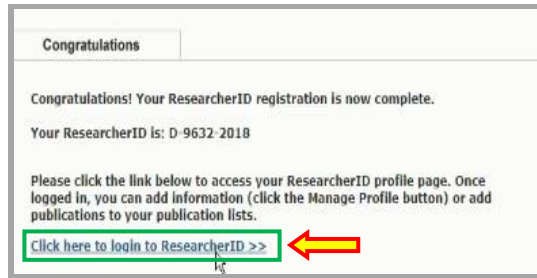 Congratulations
Congratulations! Your ResearcherID registration is now complete.
Your ResearcherID is: D-9632-2018
Please click the link below to access your ResearcherID profile page. Once
logged in, you can add information (click the Manage Profile button) or add
publications to your publication lists.
Click here to login to ResearcherID >>